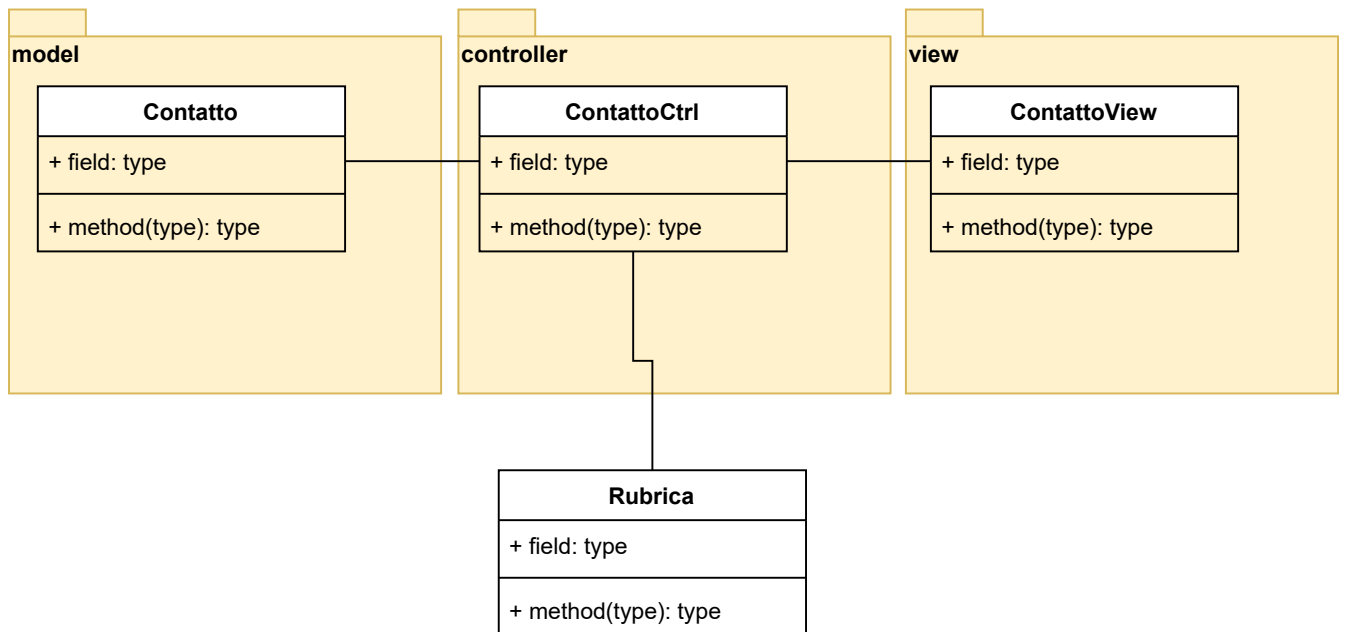 model
Contatto
+ field: type
+ method(type): type
controller
ContattoCtrl
+ field: type
+ method(type): type
view
ContattoView
+ field: type
+ method(type): type
Rubrica
+ field: type
+ method(type): type